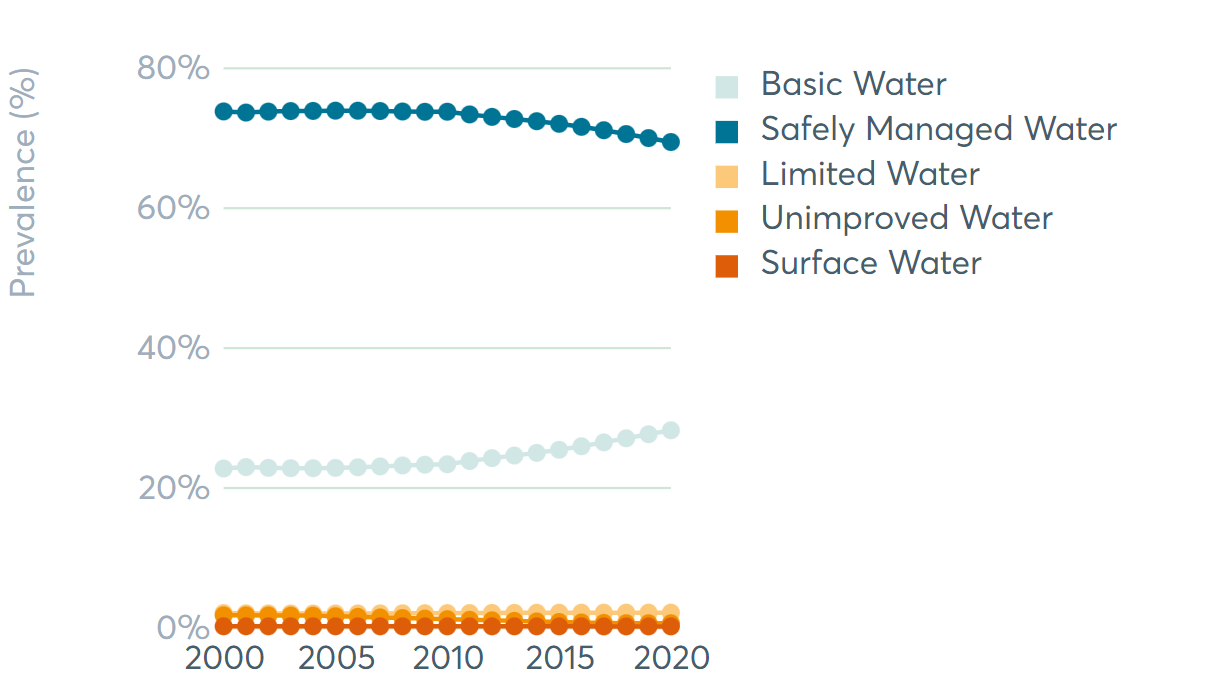 Prevalence (%)
80%
60%
40%
20%
0%
2000 2005 2010 2015 2020
Basic Water
Safely Managed Water
Limited Water
Unimproved Water
Surface Water